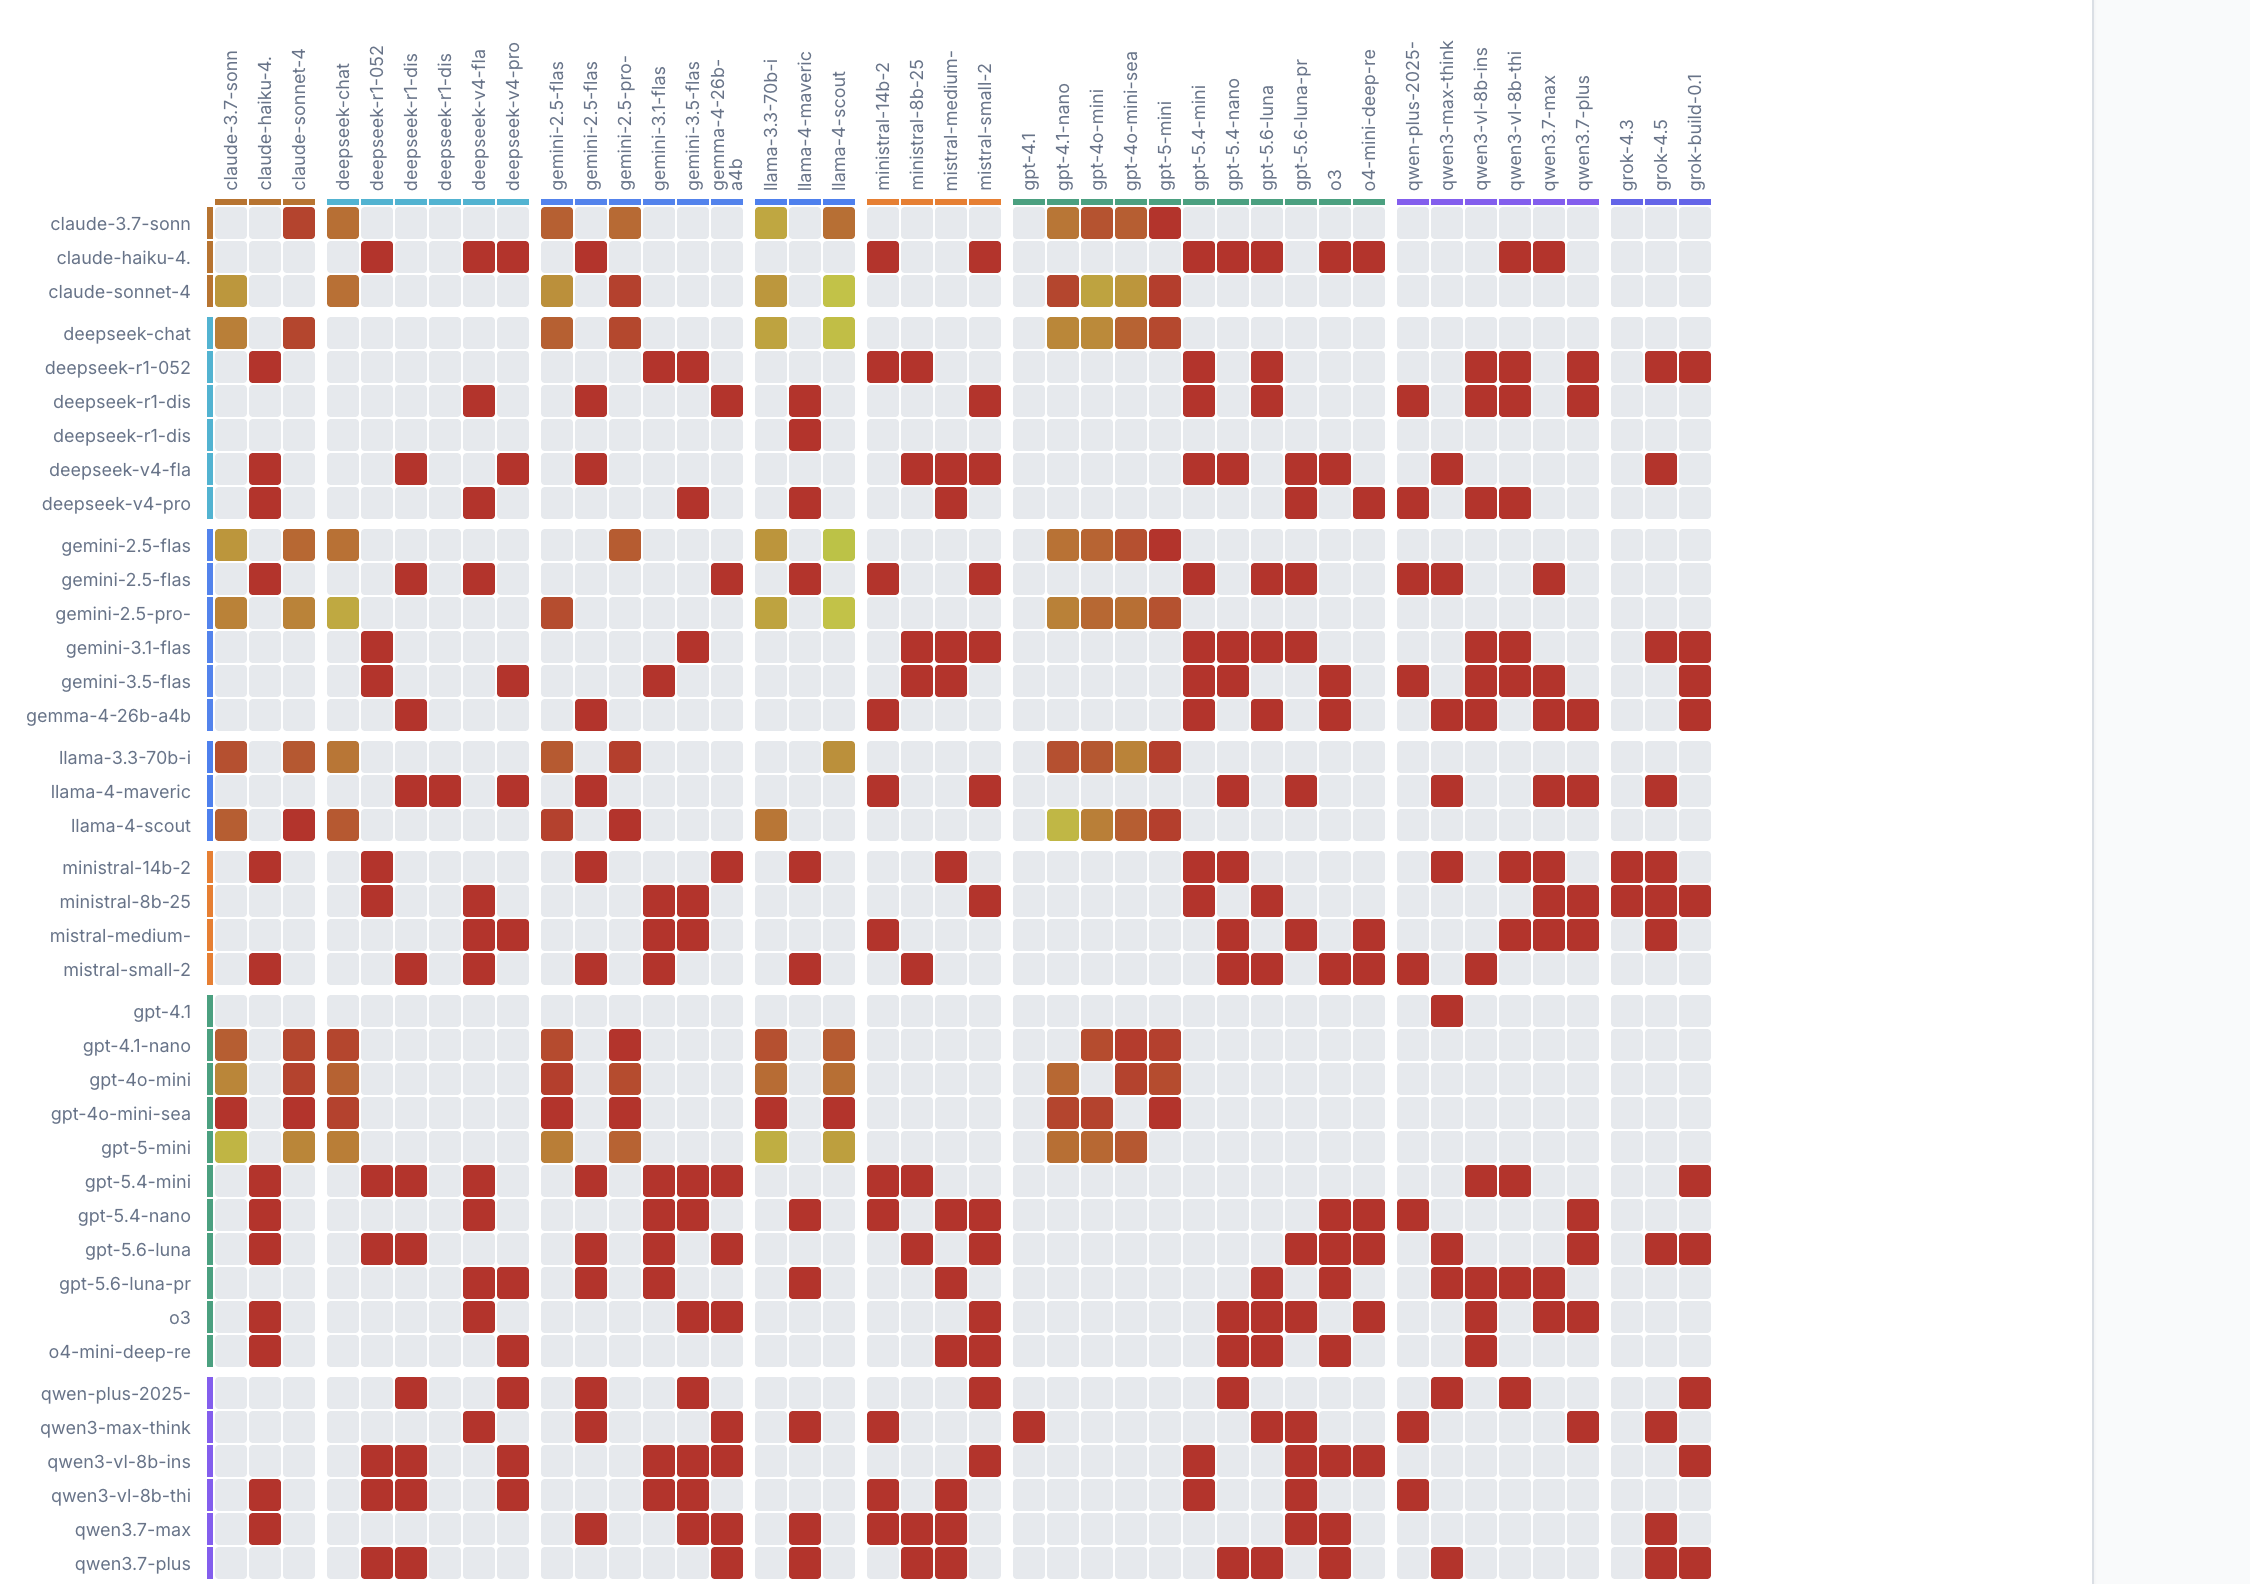 claude-3.7-sonn
claude-haiku-4.
claude-sonnet-4
deepseek-chat
deepseek-r1-052
deepseek-r1-dis
deepseek-r1-dis
deepseek-v4-fla
deepseek-v4-pro
gemini-2.5-flas
gemini-2.5-flas
gemini-2.5-pro-
gemini-3.1-flas
gemini-3.5-flas
gemma-4-26b-
a4b
llama-3.3-70b-i
llama-4-maveric
llama-4-scout
ministral-14b-2
ministral-8b-25
mistral-medium-
mistral-small-2
gpt-4.1
gpt-4.1-nano
gpt-4o-mini
gpt-4o-mini-sea
gpt-5-mini
gpt-5.4-mini
gpt-5.4-nano
gpt-5.6-luna
gpt-5.6-luna-pr
o3
o4-mini-deep-re
qwen-plus-2025-
qwen3-max-think
qwen3-vl-8b-ins
qwen3-vl-8b-thi
qwen3.7-max
qwen3.7-plus
grok-4.3
grok-4.5
grok-build-0.1
claude-3.7-sonn
claude-haiku-4.
claude-sonnet-4
deepseek-chat
deepseek-r1-052
deepseek-r1-dis
deepseek-r1-dis
deepseek-v4-fla
deepseek-v4-pro
gemini-2.5-flas
gemini-2.5-flas
gemini-2.5-pro-
gemini-3.1-flas
gemini-3.5-flas
gemma-4-26b-a4b
llama-3.3-70b-i
llama-4-maveric
llama-4-scout
ministral-14b-2
ministral-8b-25
mistral-medium-
mistral-small-2
gpt-4.1
gpt-4.1-nano
gpt-4o-mini
gpt-4o-mini-sea
gpt-5-mini
gpt-5.4-mini
gpt-5.4-nano
gpt-5.6-luna
gpt-5.6-luna-pr
o3
o4-mini-deep-re
qwen-plus-2025-
qwen3-max-think
qwen3-vl-8b-ins
qwen3-vl-8b-thi
qwen3.7-max
qwen3.7-plus